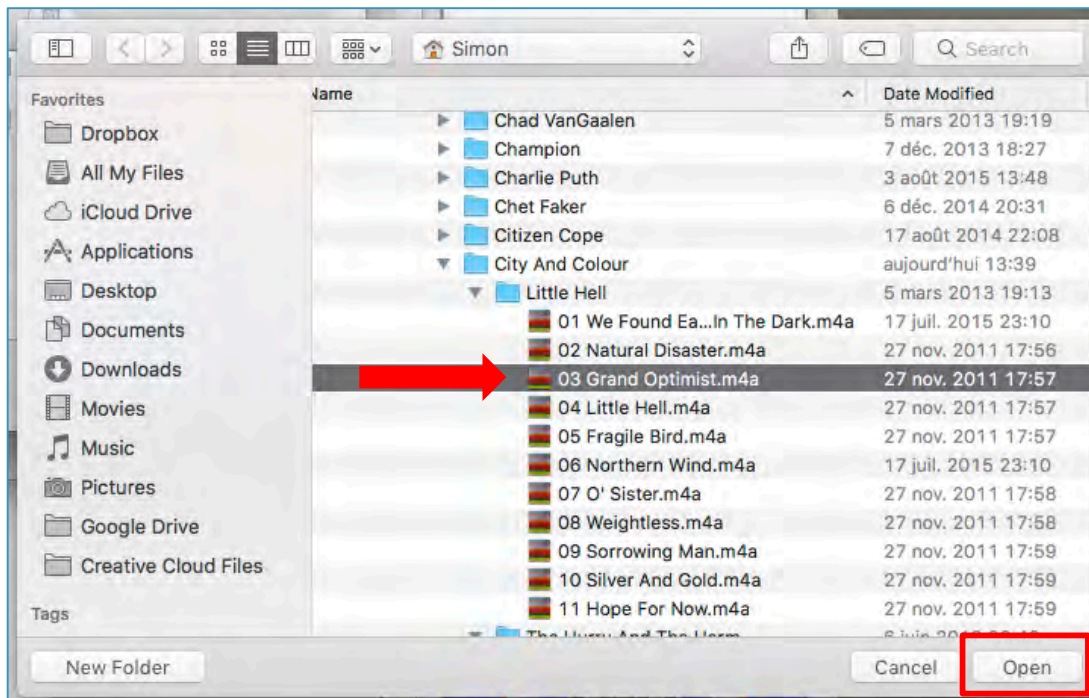 Simon
Search
Favorites
Name
Date Modified
Dropbox
All My Files
iCloud Drive
Applications
Desktop
Documents
Downloads
Movies
Music
Pictures
Google Drive
Creative Cloud Files
Tags
Chad VanGaalen 5 mars 2013 19:19
Champion 7 déc. 2013 18:27
Charlie Puth 3 août 2015 13:48
Chet Faker 6 déc. 2014 20:31
Citizen Cope 17 août 2014 22:08
City And Colour aujourd'hui 13:39
Little Hell 5 mars 2013 19:13
01 We Found Ea...In The Dark.m4a 17 juil. 2015 23:10
02 Natural Disaster.m4a 27 nov. 2011 17:56
03 Grand Optimist.m4a 27 nov. 2011 17:57
04 Little Hell.m4a 27 nov. 2011 17:57
05 Fragile Bird.m4a 27 nov. 2011 17:57
06 Northern Wind.m4a 17 juil. 2015 23:10
07 O' Sister.m4a 27 nov. 2011 17:58
08 Weightless.m4a 27 nov. 2011 17:58
09 Sorrowing Man.m4a 27 nov. 2011 17:59
10 Silver And Gold.m4a 27 nov. 2011 17:59
11 Hope For Now.m4a 27 nov. 2011 17:59
The Hurry And The Harm
New Folder
Cancel
Open